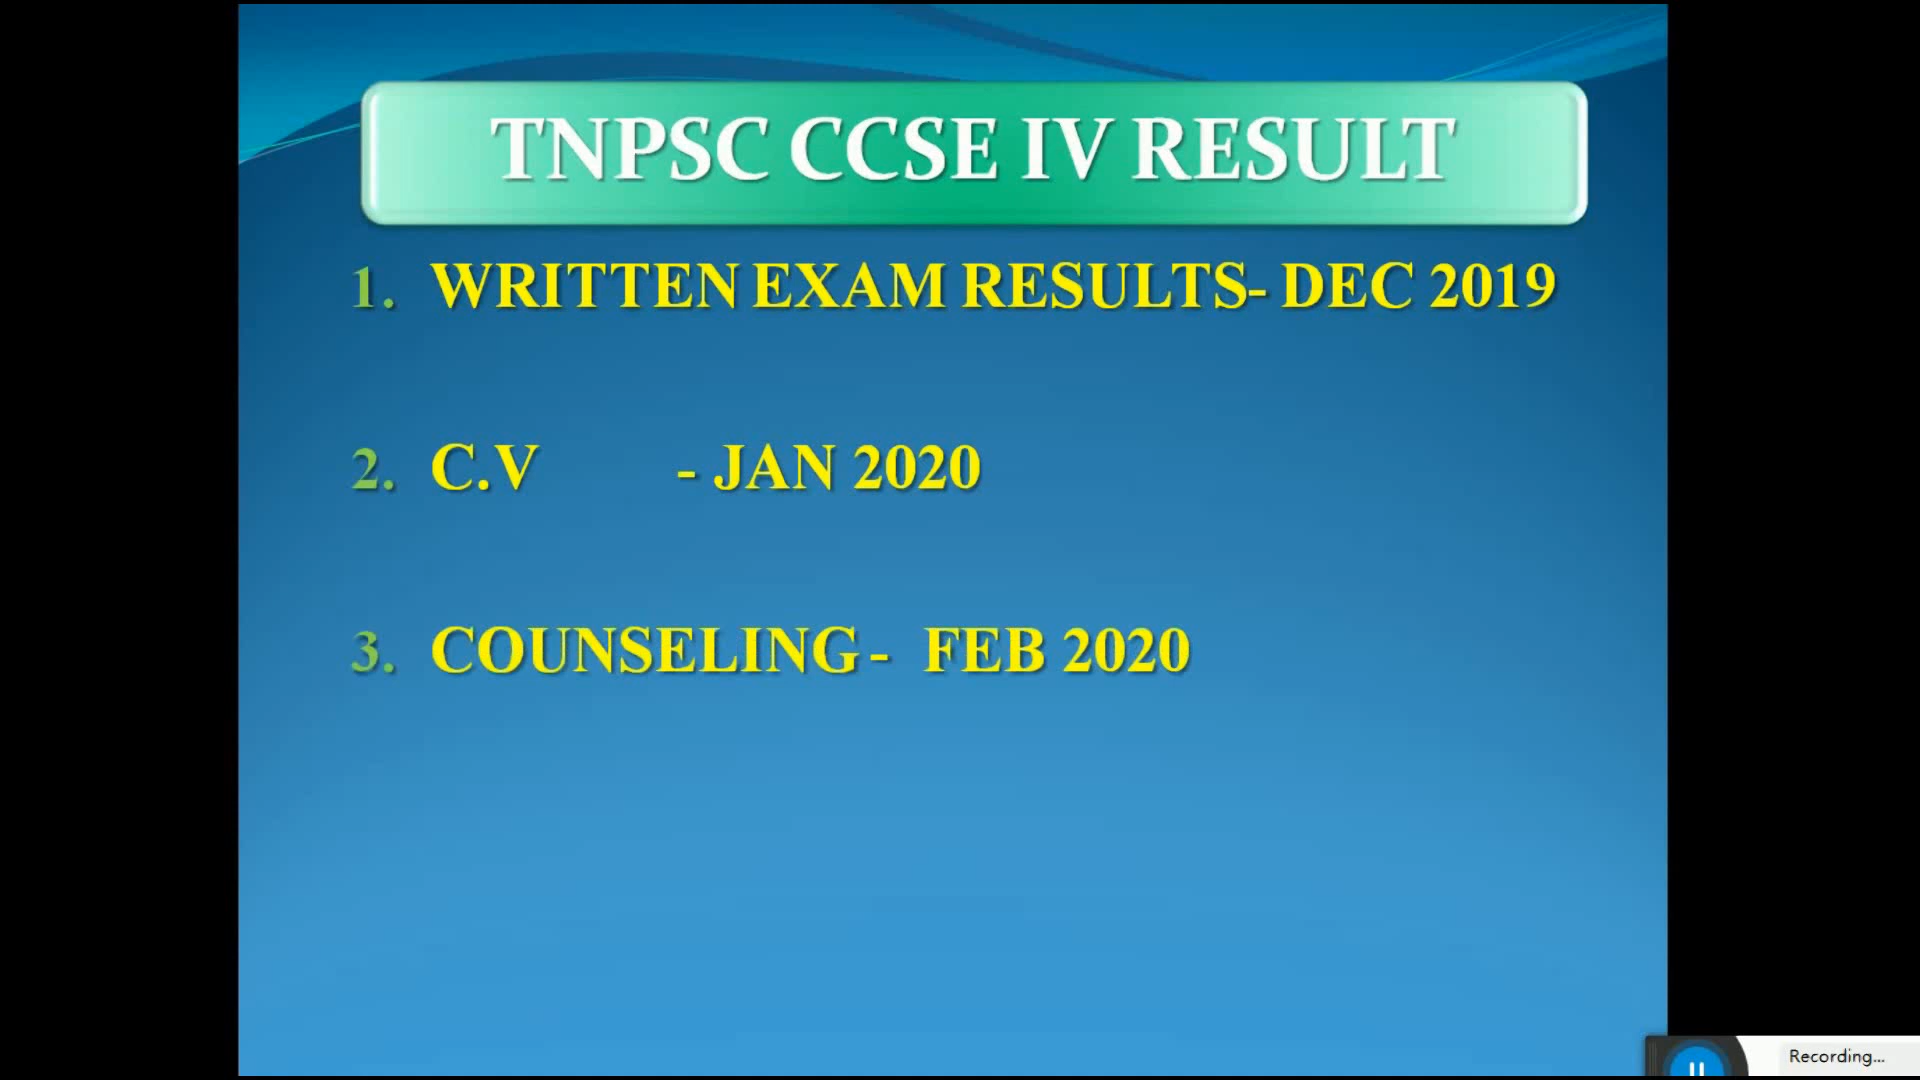 TNPSC CCSE IV RESULT
1. WRITTEN EXAM RESULTS- DEC 2019
2. C.V - JAN 2020
3. COUNSELING - FEB 2020
Recording...